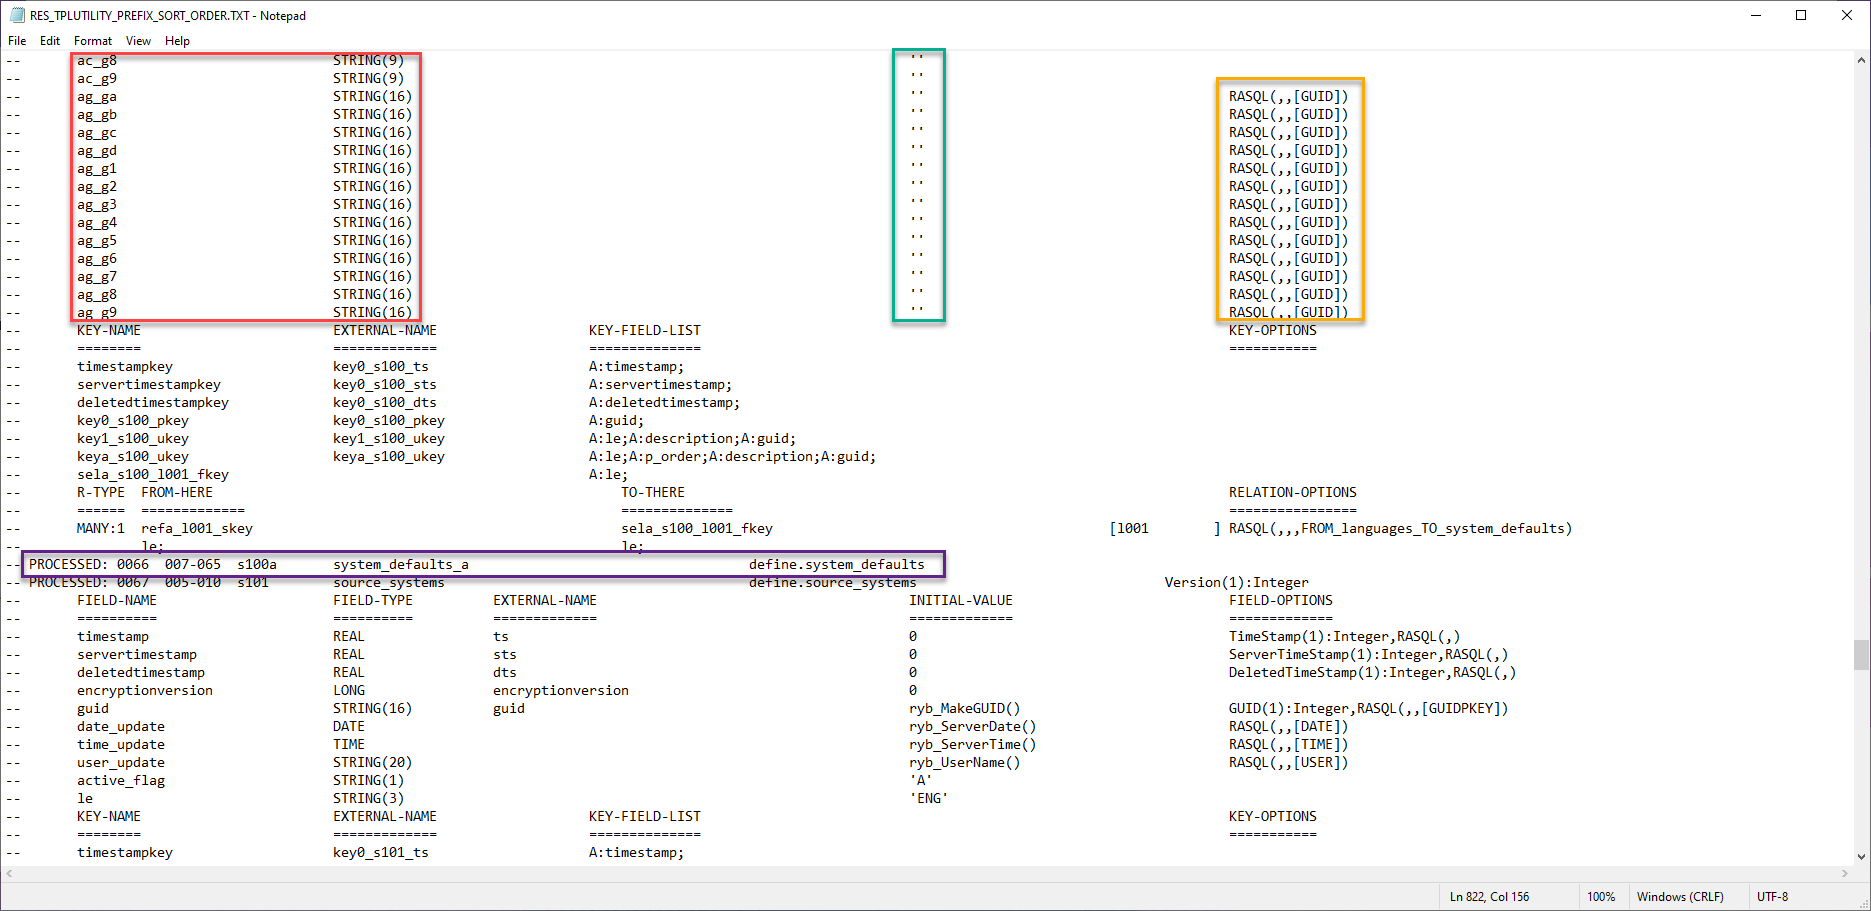 RES_TPLUTILITY_PREFIX_SORT_ORDER.TXT - Notepad
File Edit Format View Help
-- ac_g8 STRING(9) ''
-- ac_g9 STRING(9) ''
-- ag_ga STRING(16) '' RASQL(,,[GUID])
-- ag_gb STRING(16) '' RASQL(,,[GUID])
-- ag_gc STRING(16) '' RASQL(,,[GUID])
-- ag_gd STRING(16) '' RASQL(,,[GUID])
-- ag_g1 STRING(16) '' RASQL(,,[GUID])
-- ag_g2 STRING(16) '' RASQL(,,[GUID])
-- ag_g3 STRING(16) '' RASQL(,,[GUID])
-- ag_g4 STRING(16) '' RASQL(,,[GUID])
-- ag_g5 STRING(16) '' RASQL(,,[GUID])
-- ag_g6 STRING(16) '' RASQL(,,[GUID])
-- ag_g7 STRING(16) '' RASQL(,,[GUID])
-- ag_g8 STRING(16) '' RASQL(,,[GUID])
-- ag_g9 STRING(16) '' RASQL(,,[GUID])
-- KEY-NAME EXTERNAL-NAME KEY-FIELD-LIST KEY-OPTIONS
-- ======== ============= ============== ===========
-- timestampkey key0_s100_ts A:timestamp;
-- servertimestampkey key0_s100_sts A:servertimestamp;
-- deletedtimestampkey key0_s100_dts A:deletedtimestamp;
-- key0_s100_pkey key0_s100_pkey A:guid;
-- key1_s100_ukey key1_s100_ukey A:le;A:description;A:guid;
-- keya_s100_ukey keya_s100_ukey A:le;A:p_order;A:description;A:guid;
-- sela_s100_l001_fkey A:le;
-- R-TYPE FROM-HERE TO-THERE RELATION-OPTIONS
-- ====== ============= ============== ================
-- MANY:1 refa_l001_skey sela_s100_l001_fkey [l001 ] RASQL(,,,FROM_languages_TO_system_defaults)
-- le; le;
-- PROCESSED: 0066 007-065 s100a system_defaults_a define.system_defaults
-- PROCESSED: 0067 005-010 s101 source_systems define.source_systems Version(1):Integer
-- FIELD-NAME FIELD-TYPE EXTERNAL-NAME INITIAL-VALUE FIELD-OPTIONS
-- ========== ========== ============= ============= =============
-- timestamp REAL ts 0 TimeStamp(1):Integer,RASQL(,)
-- servertimestamp REAL sts 0 ServerTimeStamp(1):Integer,RASQL(,)
-- deletedtimestamp REAL dts 0 DeletedTimeStamp(1):Integer,RASQL(,)
-- encryptionversion LONG encryptionversion 0
-- guid STRING(16) guid ryb_MakeGUID() GUID(1):Integer,RASQL(,,[GUIDPKEY])
-- date_update DATE ryb_ServerDate() RASQL(,,[DATE])
-- time_update TIME ryb_ServerTime() RASQL(,,[TIME])
-- user_update STRING(20) ryb_UserName() RASQL(,,[USER])
-- active_flag STRING(1) 'A'
-- le STRING(3) 'ENG'
-- KEY-NAME EXTERNAL-NAME KEY-FIELD-LIST KEY-OPTIONS
-- ======== ============= ============== ===========
-- timestampkey key0_s101_ts A:timestamp;
Ln 822, Col 156 100% Windows (CRLF) UTF-8